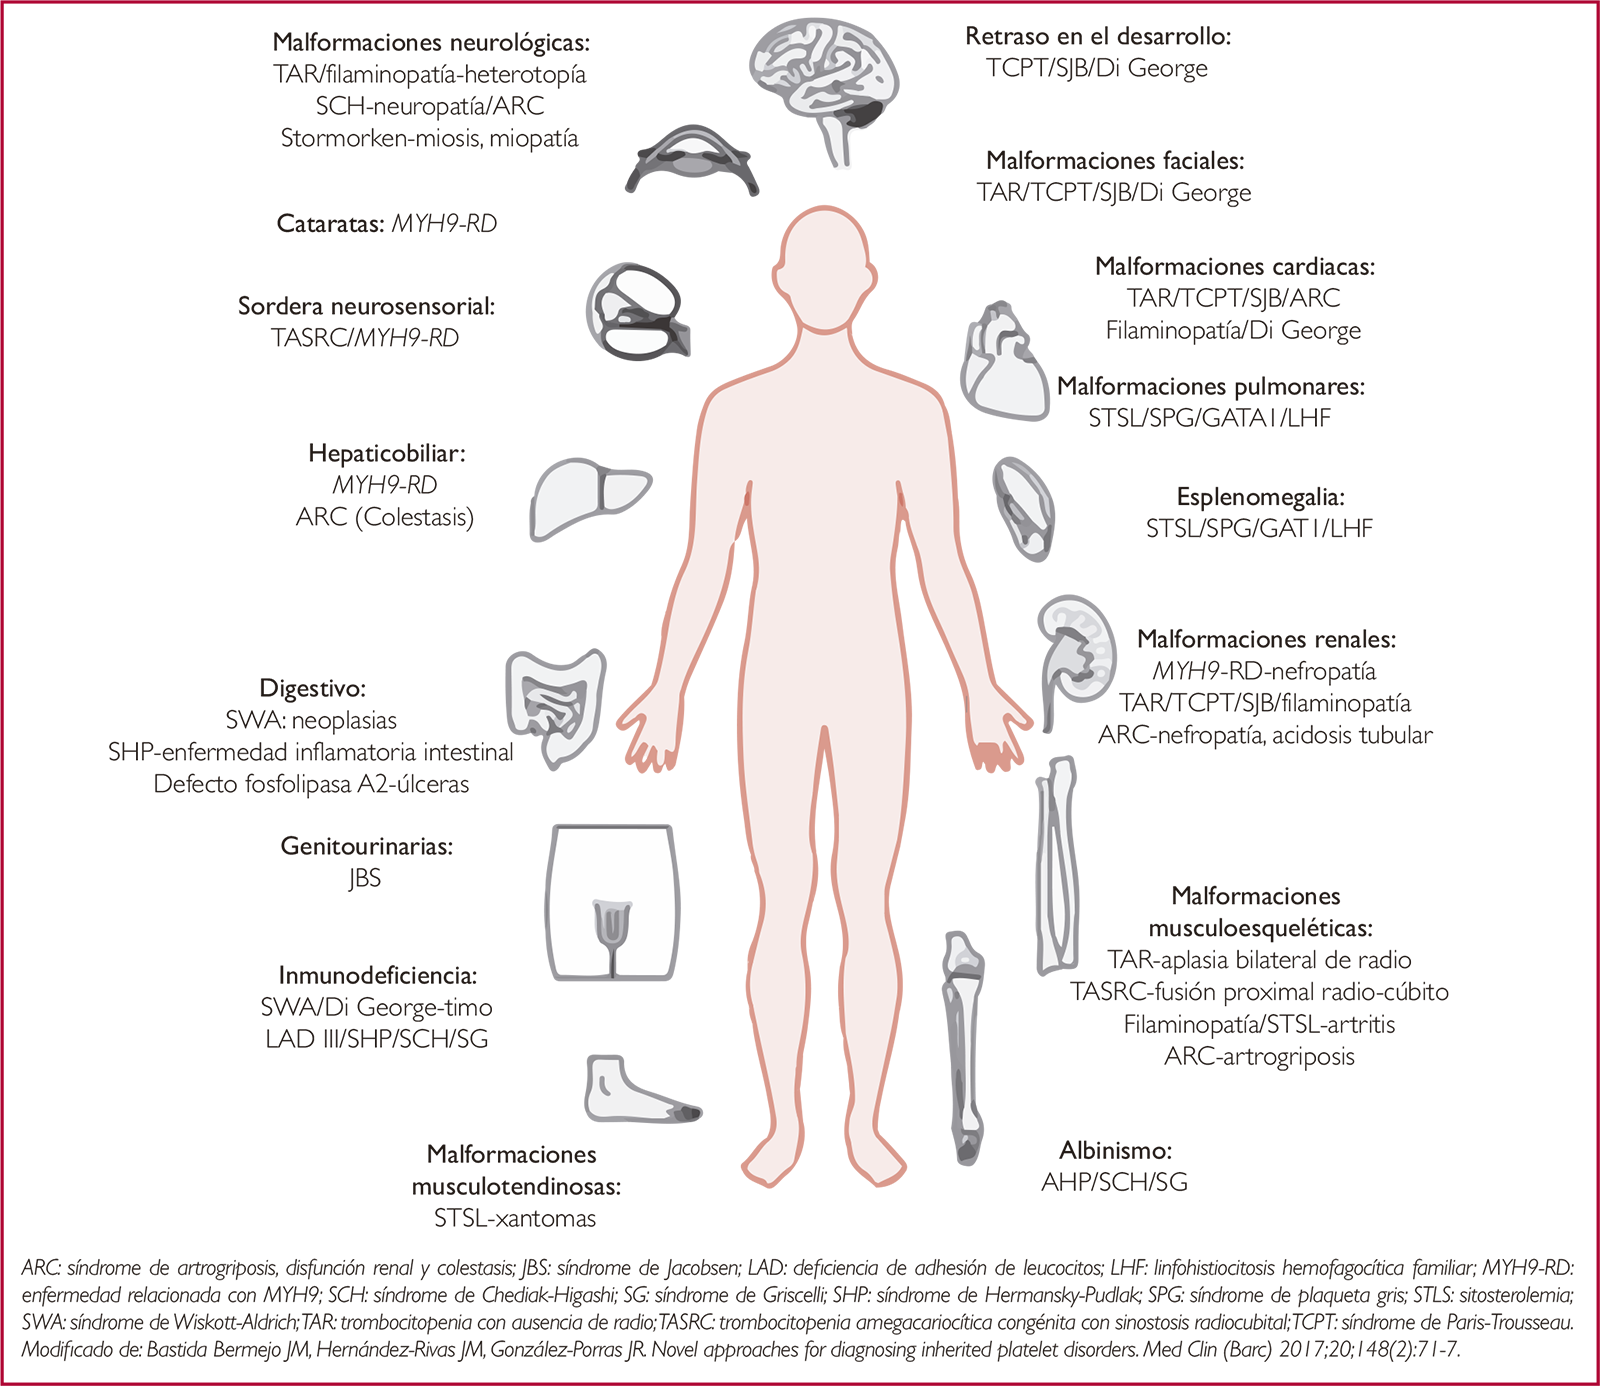 Malformaciones neurológicas:
TAR/filaminopatía-heterotopía
SCH-neuropatía/ARC
Stormorken-miosis, miopatía
Retraso en el desarrollo:
TCPT/SJB/Di George
Malformaciones faciales:
TAR/TCPT/SJB/Di George
Cataratas: MYH9-RD
Sordera neurosensorial:
TASRC/MYH9-RD
Malformaciones cardiacas:
TAR/TCPT/SJB/ARC
Filaminopatía/Di George
Malformaciones pulmonares:
STSL/SPG/GATA1/LHF
Hepaticobiliar:
MYH9-RD
ARC (Colestasis)
Esplenomegalia:
STSL/SPG/GAT1/LHF
Malformaciones renales:
MYH9-RD-nefropatía
TAR/TCPT/SJB/filaminopatía
ARC-nefropatía, acidosis tubular
Digestivo:
SWA: neoplasias
SHP-enfermedad inflamatoria intestinal
Defecto fosfolipasa A2-úlceras
Genitourinarias:
JBS
Malformaciones
musculoesqueléticas:
TAR-aplasia bilateral de radio
TASRC-fusión proximal radio-cúbito
Filaminopatía/STSL-artritis
ARC-artrogriposis
Inmunodeficiencia:
SWA/Di George-timo
LAD III/SHP/SCH/SG
Malformaciones
musculotendinosas:
STSL-xantomas
Albinismo:
AHP/SCH/SG
ARC: síndrome de artrogriposis, disfunción renal y colestasis; JBS: síndrome de Jacobsen; LAD: deficiencia de adhesión de leucocitos; LHF: linfohistiocitosis hemofagocítica familiar; MYH9-RD:
enfermedad relacionada con MYH9; SCH: síndrome de Chediak-Higashi; SG: síndrome de Griscelli; SHP: síndrome de Hermansky-Pudlak; SPG: síndrome de plaqueta gris; STLS: sitosterolemia;
SWA: síndrome de Wiskott-Aldrich; TAR: trombocitopenia con ausencia de radio; TASRC: trombocitopenia amegacariocítica congénita con sinostosis radiocubital; TCPT: síndrome de Paris-Trousseau.
Modificado de: Bastida Bermejo JM, Hernández-Rivas JM, González-Porras JR. Novel approaches for diagnosing inherited platelet disorders. Med Clin (Barc) 2017;20;148(2):71-7.